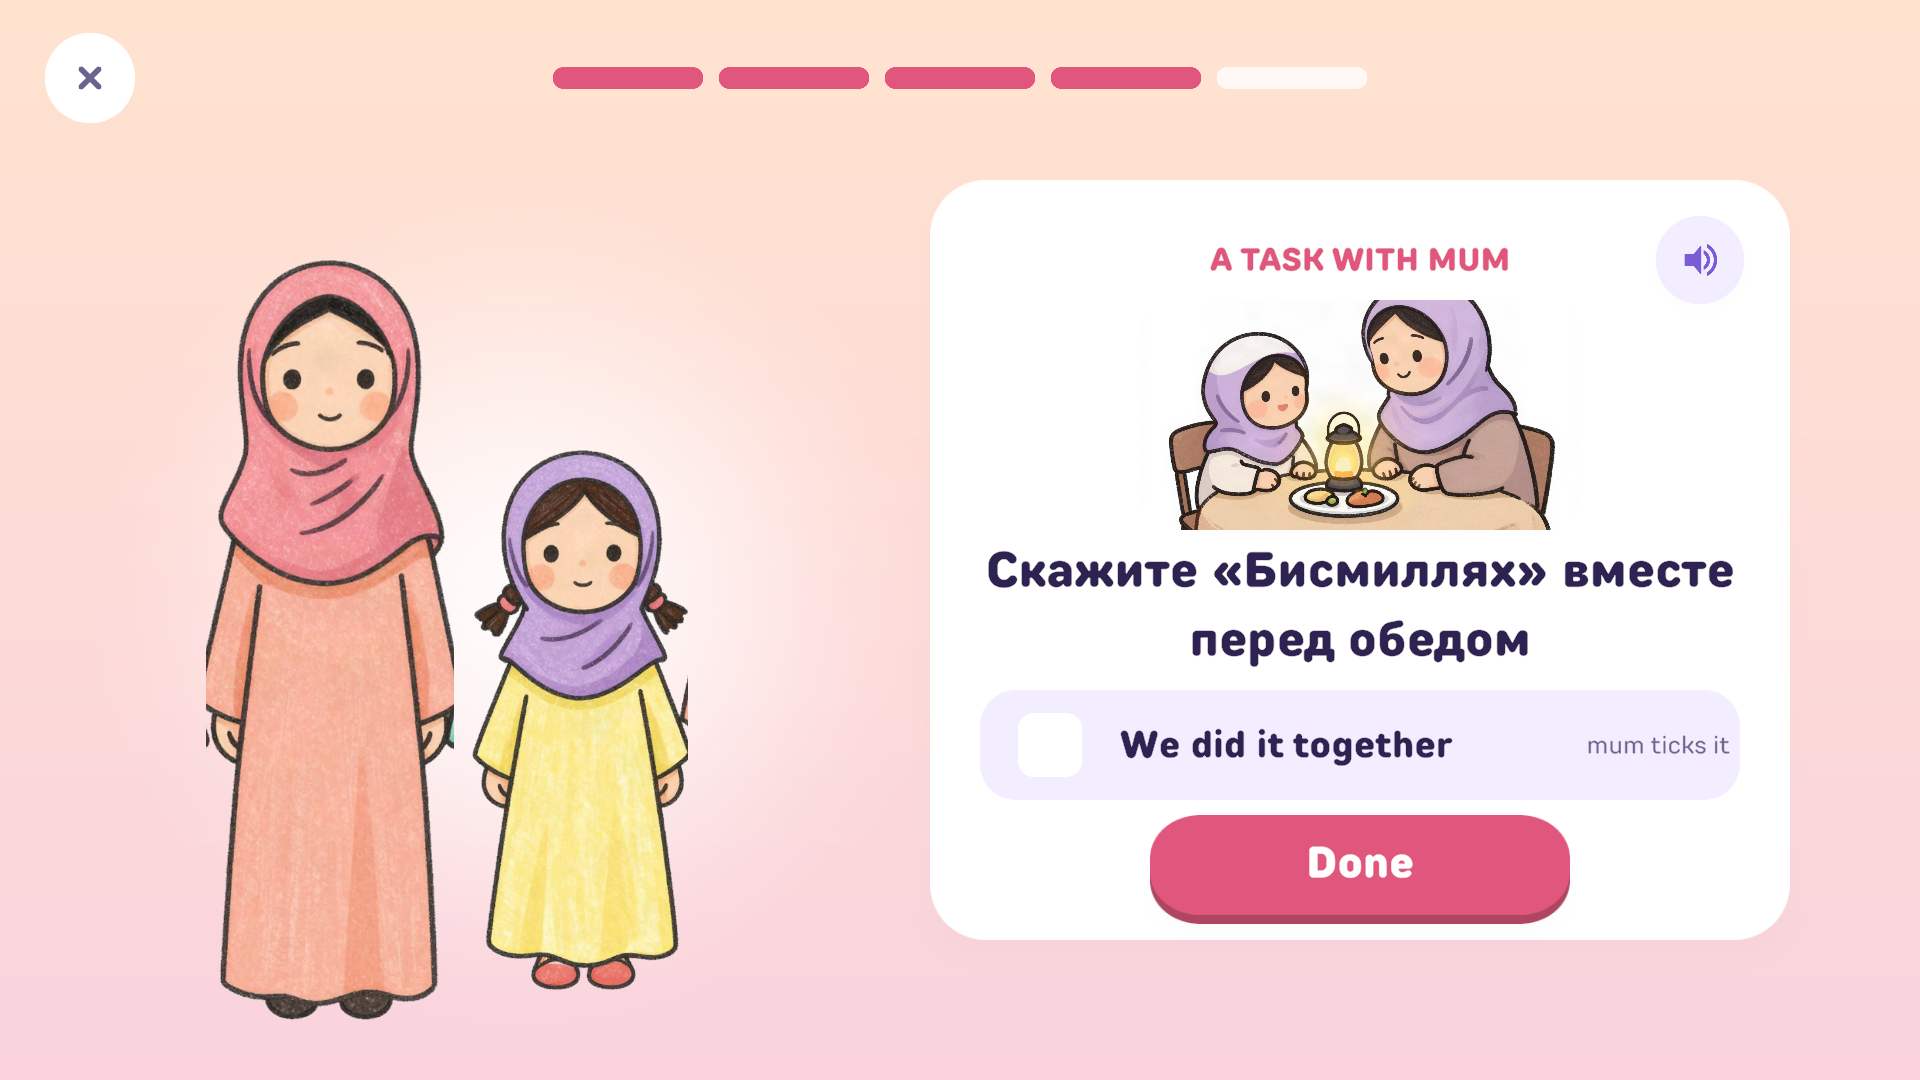 A TASK WITH MUM
Скажите «Бисмиллях» вместе
перед обедом
We did it together
mum ticks it
Done